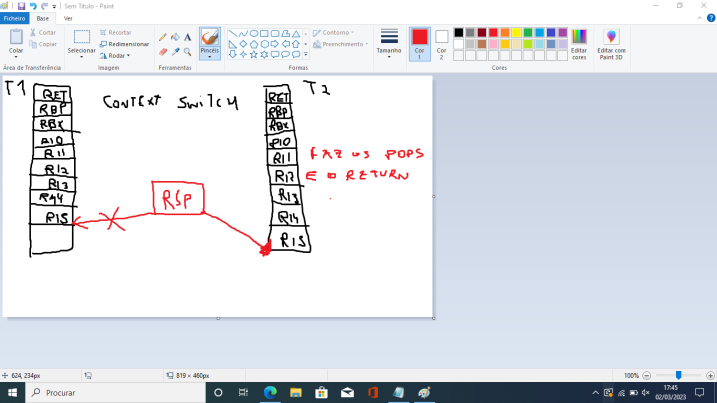 Sem Título - Paint
Ficheiro
Base
Ver
Colar
Cortar
Copiar
Área de Transferência
Selecionar
Recortar
Redimensionar
Rodar
Imagem
Ferramentas
Pincéis
Contorno
Preenchimento
Formas
Tamanho
Cor 1
Cor 2
Cores
Editar cores
Editar com Paint 3D
T1
CONTEXT SWITCH
T2
RET
RBP
RBX
R10
R11
R12
R13
R14
R15
RSP
RET
RBP
RBX
R10
R11
R12
R13
R14
R15
FAZ OS POPS
E O RETURN
624, 234px
819 × 460px
100%
Procurar
17:45
02/03/2023